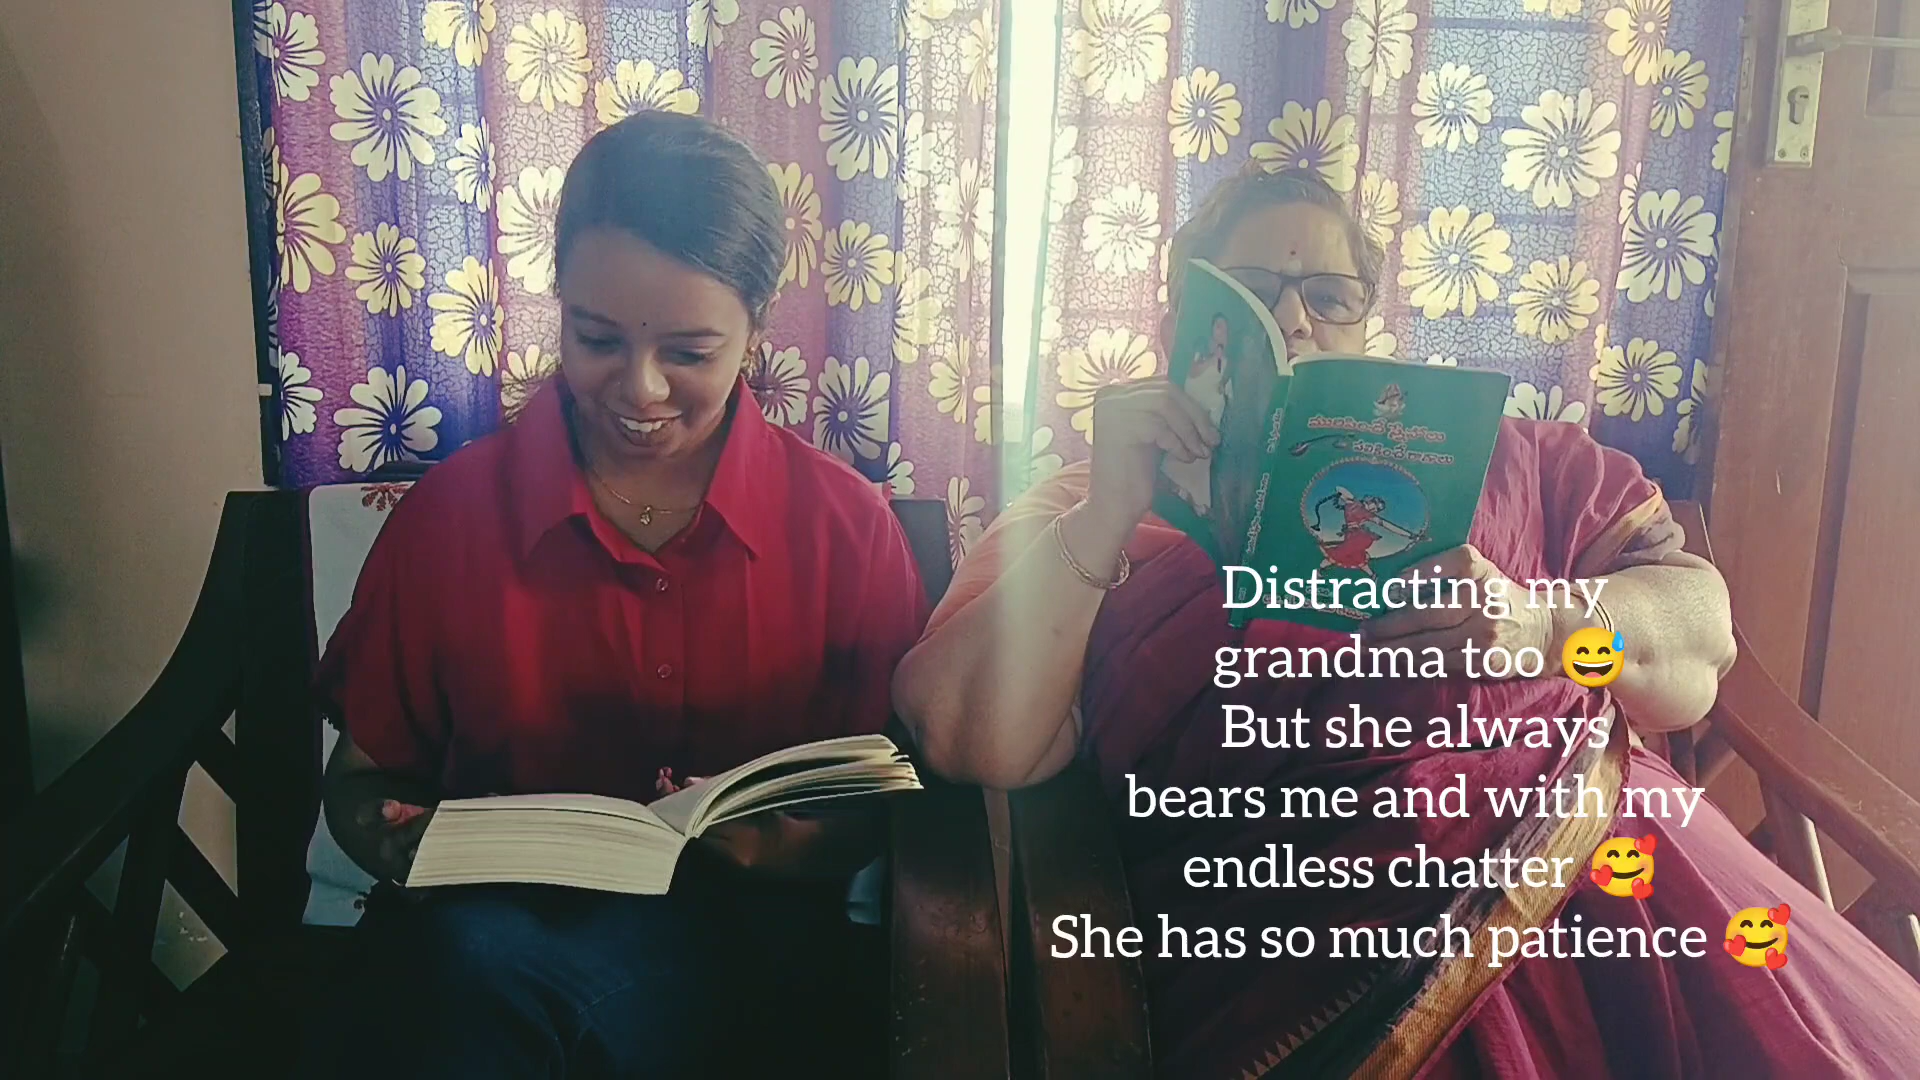 మురిపించే స్నేహాలు
హసించే రాగాలు
Distracting my
grandma too 😅
But she always
bears me and with my
endless chatter 🥰
She has so much patience 🥰